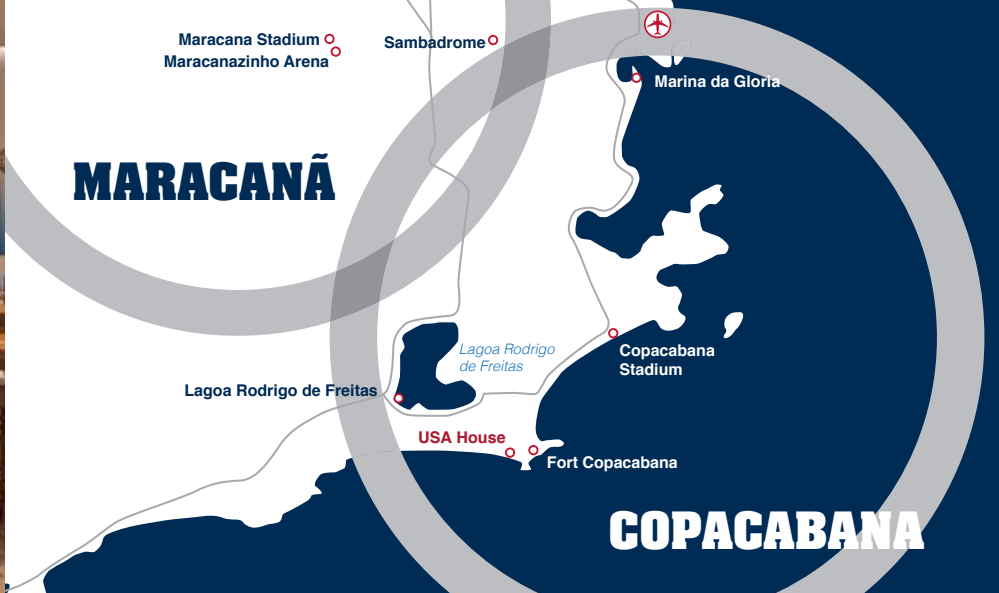 Maracana Stadium
Maracanazinho Arena
Sambadrome
Marina da Gloria
MARACANÃ
Lagoa Rodrigo
de Freitas
Copacabana
Stadium
Lagoa Rodrigo de Freitas
USA House
Fort Copacabana
COPACABANA